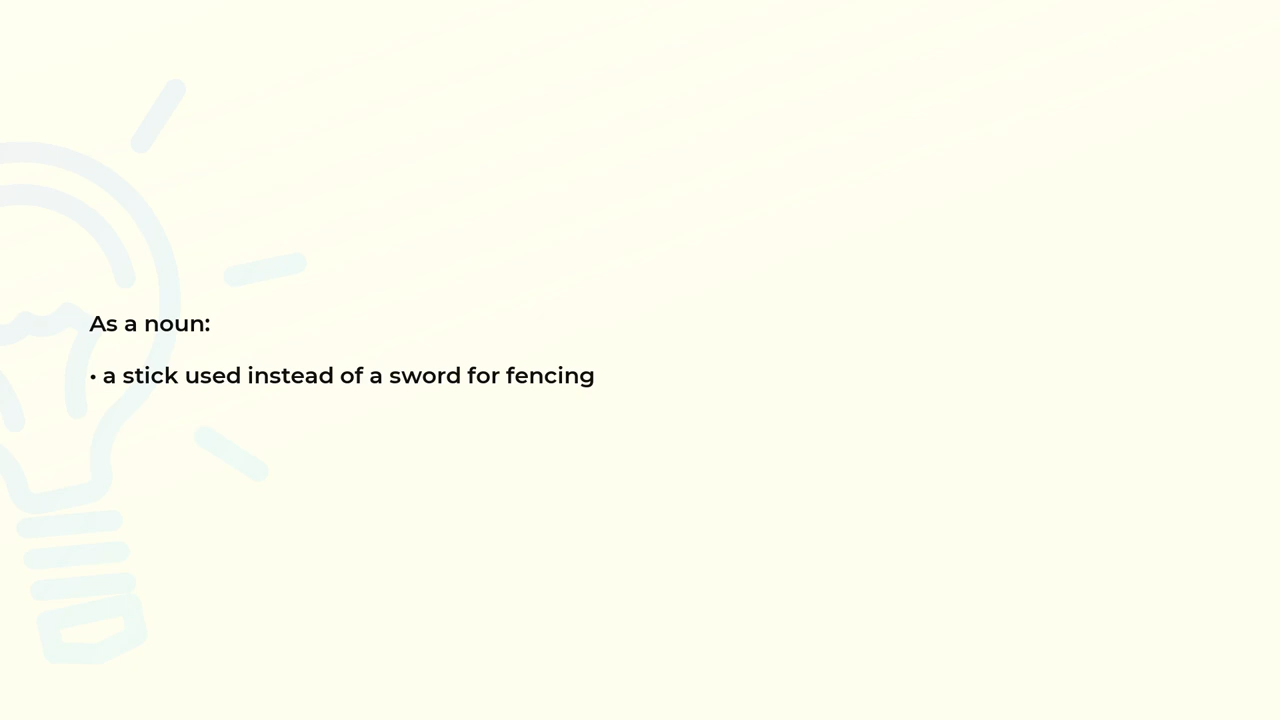 As a noun:
• a stick used instead of a sword for fencing